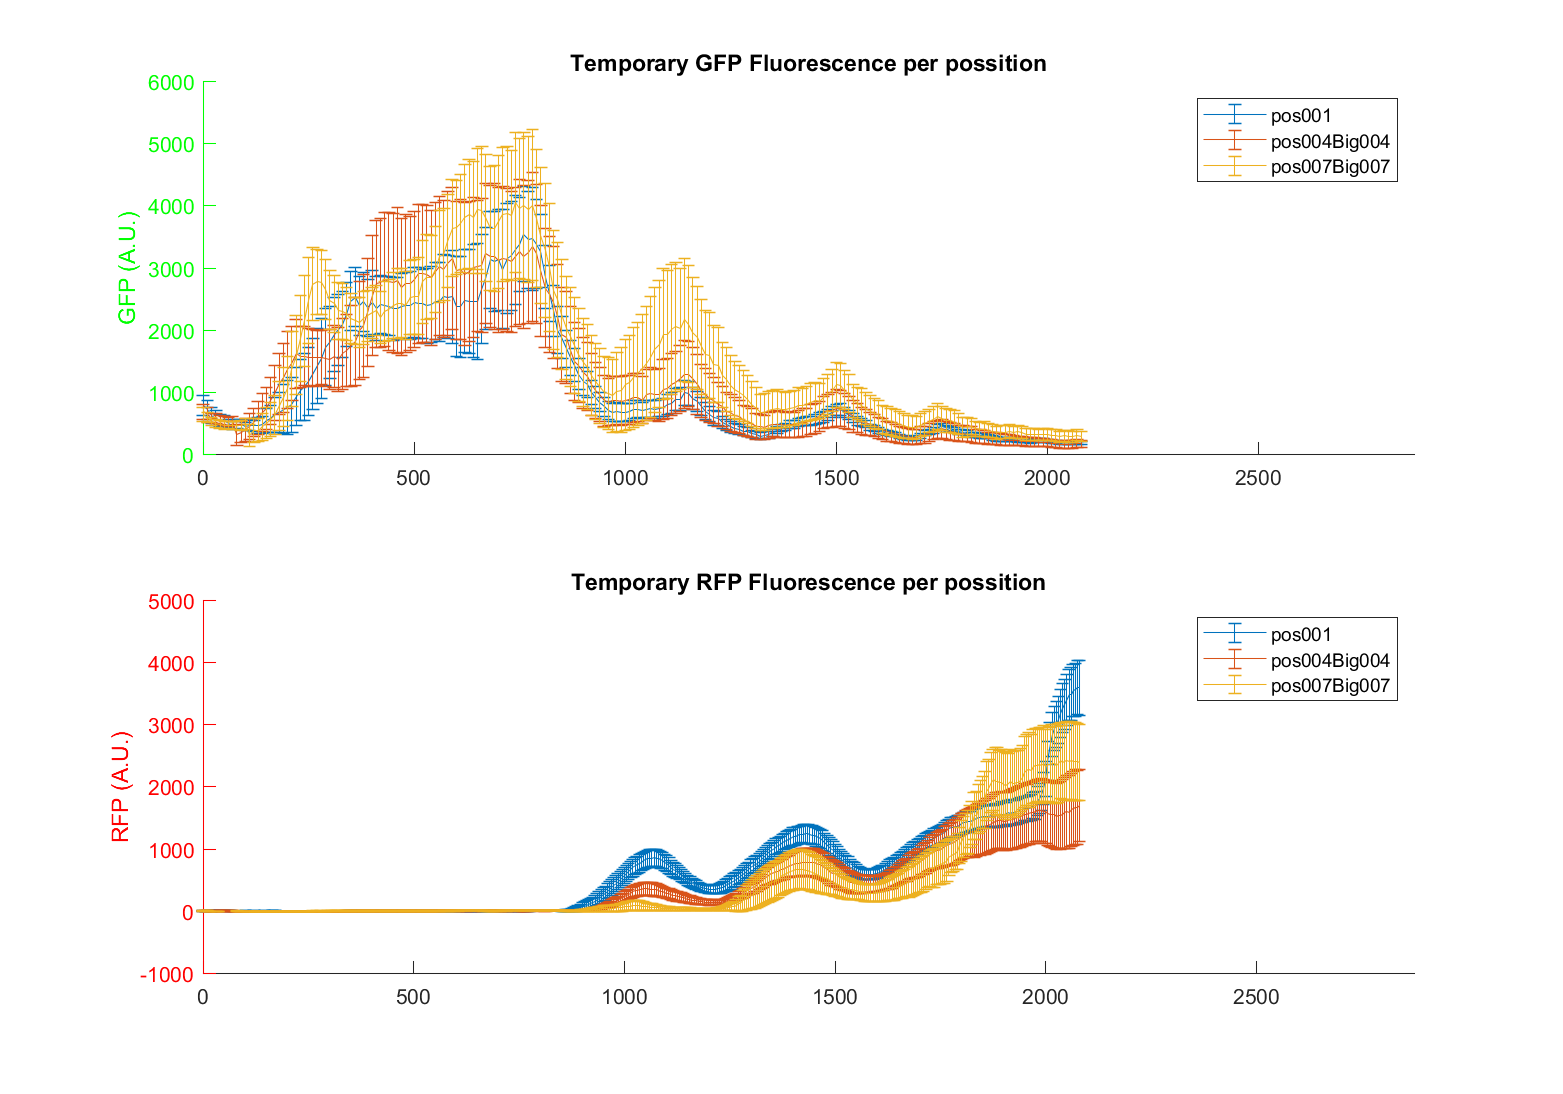 Temporary GFP Fluorescence per possition
6000
5000
4000
3000
2000
1000
0
GFP (A.U.)
0 500 1000 1500 2000 2500
pos001
pos004Big004
pos007Big007
Temporary RFP Fluorescence per possition
5000
4000
3000
2000
1000
0
-1000
RFP (A.U.)
0 500 1000 1500 2000 2500
pos001
pos004Big004
pos007Big007